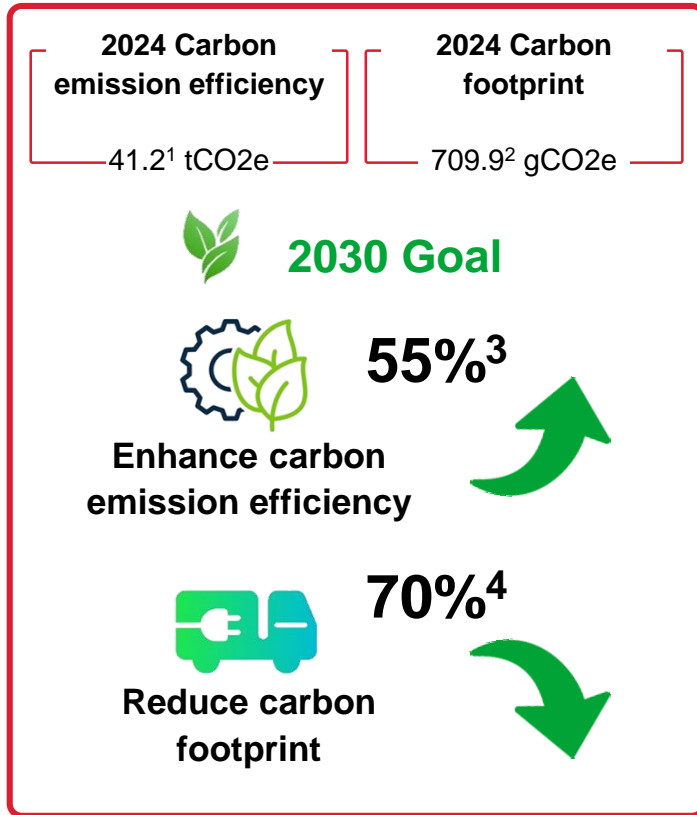 2024 Carbon
emission efficiency
41.2¹ tCO2e
2024 Carbon
footprint
709.9² gCO2e
2030 Goal
55%³
Enhance carbon
emission efficiency
70%⁴
Reduce carbon
footprint